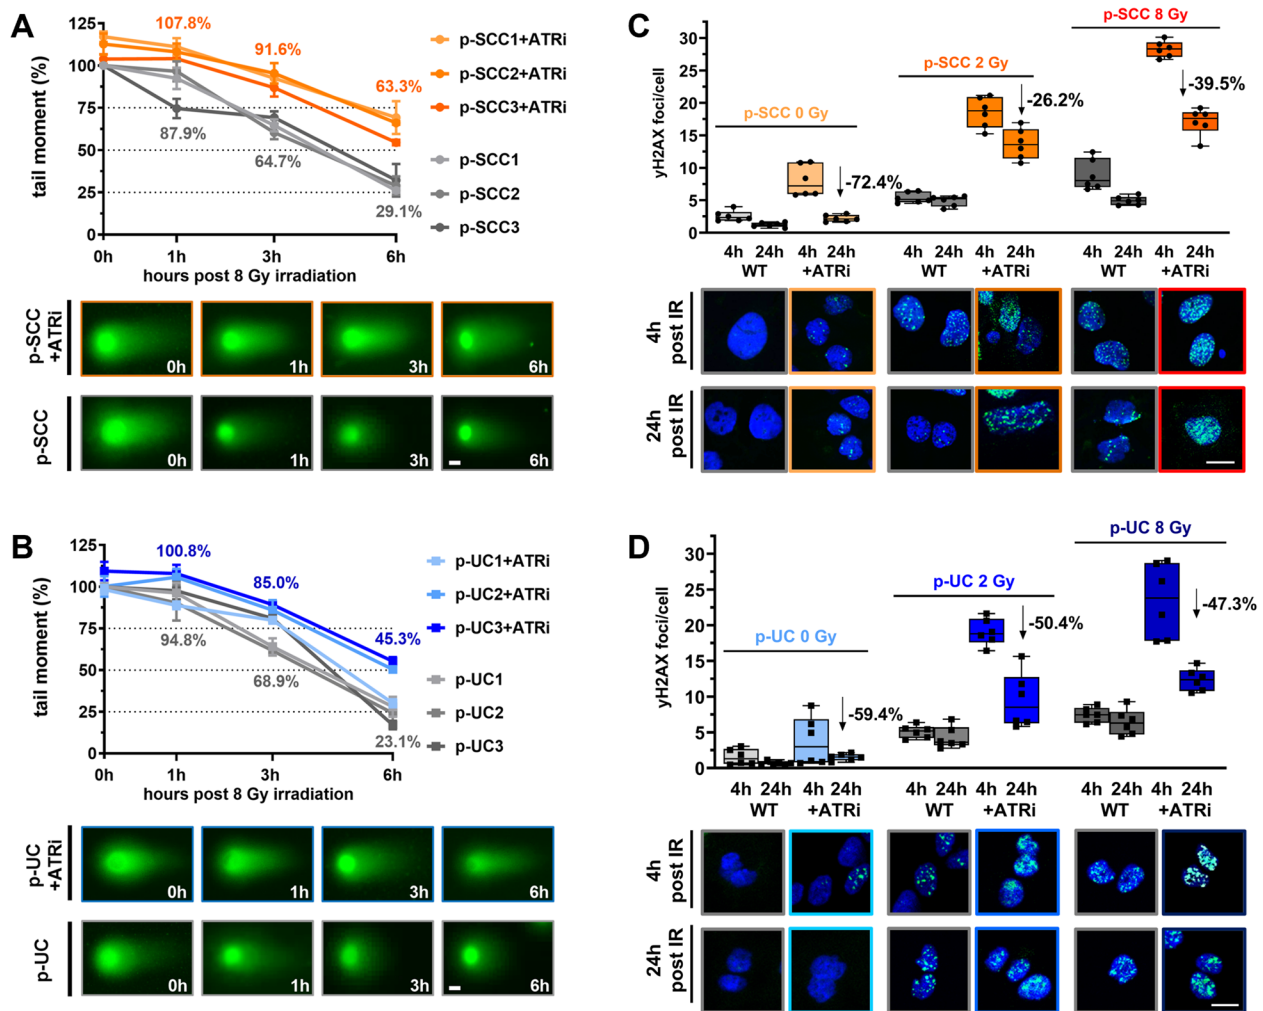 A
125
100
75
50
25
0
tail moment (%)
107.8%
91.6%
63.3%
87.9%
64.7%
29.1%
0h 1h 3h 6h
hours post 8 Gy irradiation
p-SCC1+ATRi
p-SCC2+ATRi
p-SCC3+ATRi
p-SCC1
p-SCC2
p-SCC3
p-SCC
+ATRi
0h 1h 3h 6h
p-SCC
0h 1h 3h 6h
B
125
100
75
50
25
0
tail moment (%)
100.8%
85.0%
45.3%
94.8%
68.9%
23.1%
0h 1h 3h 6h
hours post 8 Gy irradiation
p-UC1+ATRi
p-UC2+ATRi
p-UC3+ATRi
p-UC1
p-UC2
p-UC3
p-UC
+ATRi
0h 1h 3h 6h
p-UC
0h 1h 3h 6h
C
30
25
20
15
10
5
0
yH2AX foci/cell
p-SCC 0 Gy
p-SCC 2 Gy
p-SCC 8 Gy
-72.4%
-26.2%
-39.5%
4h 24h 4h 24h 4h 24h 4h 24h 4h 24h 4h 24h
WT +ATRi WT +ATRi WT +ATRi
4h
post IR
24h
post IR
D
30
25
20
15
10
5
0
yH2AX foci/cell
p-UC 0 Gy
p-UC 2 Gy
p-UC 8 Gy
-59.4%
-50.4%
-47.3%
4h 24h 4h 24h 4h 24h 4h 24h 4h 24h 4h 24h
WT +ATRi WT +ATRi WT +ATRi
4h
post IR
24h
post IR